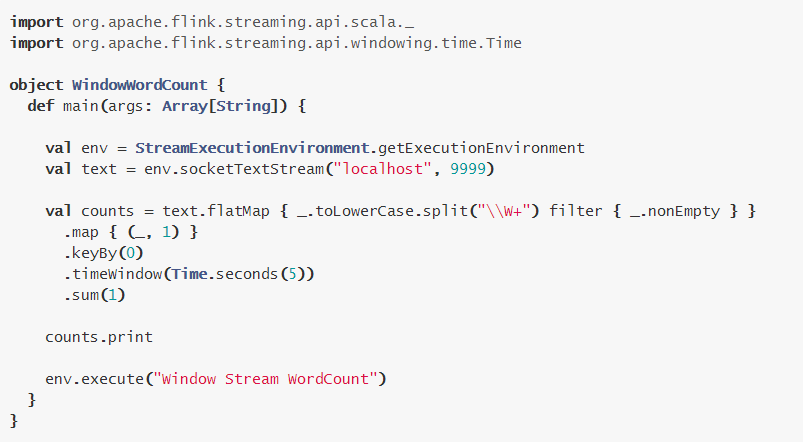 import org.apache.flink.streaming.api.scala._
import org.apache.flink.streaming.api.windowing.time.Time

object WindowWordCount {
  def main(args: Array[String]) {

    val env = StreamExecutionEnvironment.getExecutionEnvironment
    val text = env.socketTextStream("localhost", 9999)

    val counts = text.flatMap { _.toLowerCase.split("\\W+") filter { _.nonEmpty } }
      .map { (_, 1) }
      .keyBy(0)
      .timeWindow(Time.seconds(5))
      .sum(1)

    counts.print

    env.execute("Window Stream WordCount")
  }
}